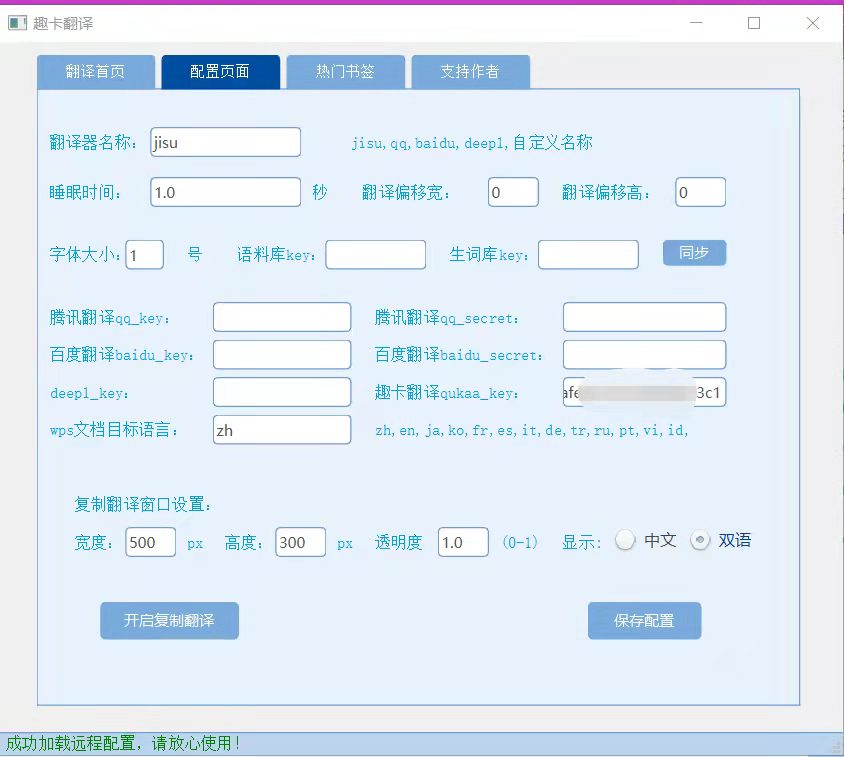 趣卡翻译
翻译首页 配置页面 热门书签 支持作者
翻译器名称： jisu jisu,qq,baidu,deepl,自定义名称
睡眠时间： 1.0 秒 翻译偏移宽： 0 翻译偏移高： 0
字体大小： 1 号 语料库key： 生词库key： 同步
腾讯翻译qq_key： 腾讯翻译qq_secret：
百度翻译baidu_key： 百度翻译baidu_secret：
deepl_key： 趣卡翻译qukaa_key： afe 3c1
wps文档目标语言： zh zh,en,ja,ko,fr,es,it,de,tr,ru,pt,vi,id,
复制翻译窗口设置：
宽度： 500 px 高度： 300 px 透明度 1.0 (0-1) 显示： 中文 双语
开启复制翻译 保存配置
成功加载远程配置，请放心使用！